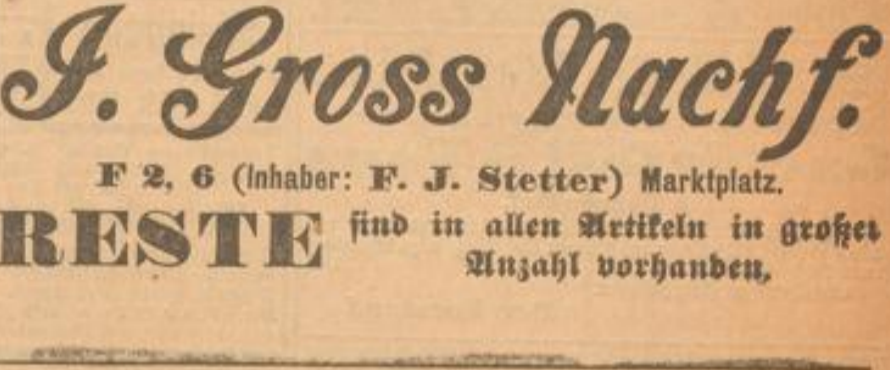 J. Gross Nachf.
F 2, 6 (Inhaber: F. J. Stetter) Marktplatz.
RESTE sind in allen Artikeln in großer
Anzahl vorhanden.